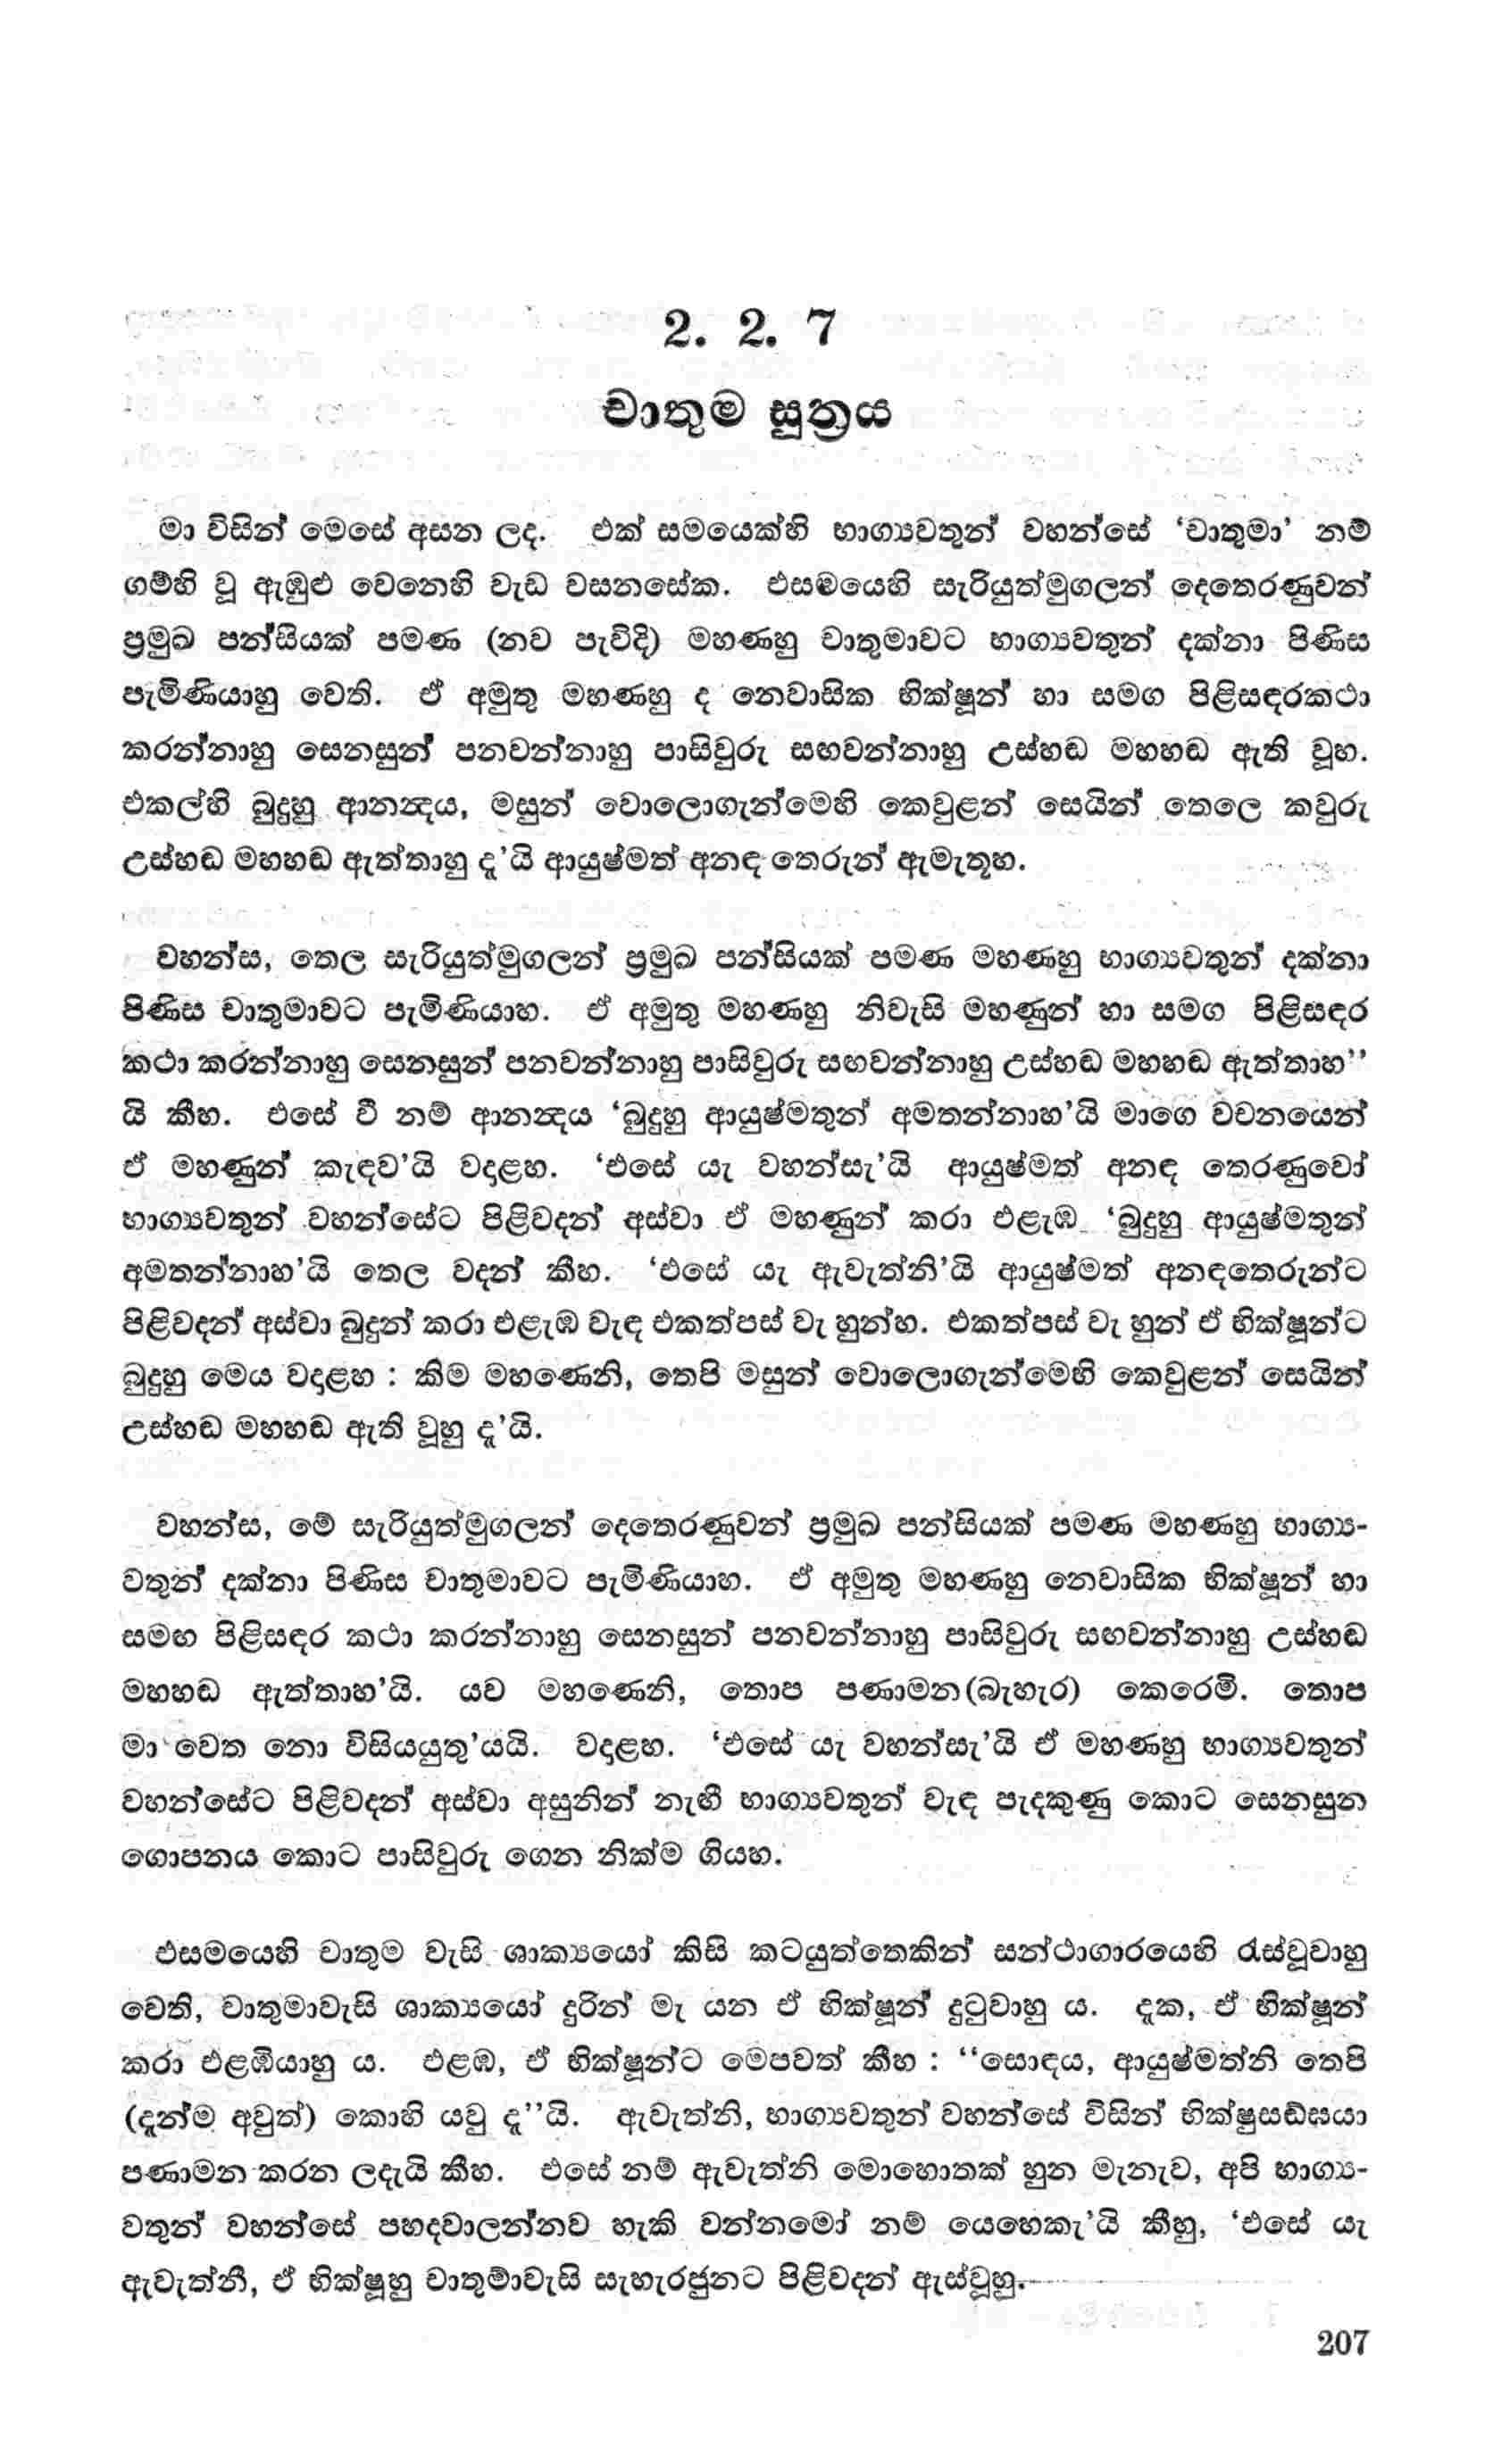 2. 2. 7
චාතුම සූත්‍රය
මා විසින් මෙසේ අසන ලද. එක් සමයෙක්හි භාග්‍යවතුන් වහන්සේ ‘චාතුමා’ නම්
ගම්හි වූ ඇඹුළු වෙනෙහි වැඩ වසනසේක. එසමයෙහි සැරියුත්මුගලන් දෙතෙරණුවන්
ප්‍රමුඛ පන්සියක් පමණ (නව පැවිදි) මහණහු චාතුමාවට භාග්‍යවතුන් දක්නා පිණිස
පැමිණියාහු වෙති. ඒ අමුතු මහණහු ද නෙවාසික භික්ෂූන් හා සමග පිළිසඳරකථා
කරන්නාහු සෙනසුන් පනවන්නාහු පාසිවුරු සඟවන්නාහු උස්හඬ මහහඬ ඇති වූහ.
එකල්හි බුදුහු ආනන්‍දය, මසුන් වොලොගැන්මෙහි කෙවුළන් සෙයින් තෙලෙ කවුරු
උස්හඬ මහහඬ ඇත්තාහු දැ’යි ආයුෂ්මත් අනඳ තෙරුන් ඇමැතූහ.
වහන්ස, තෙල සැරියුත්මුගලන් ප්‍රමුඛ පන්සියක් පමණ මහණහු භාග්‍යවතුන් දක්නා
පිණිස චාතුමාවට පැමිණියාහ. ඒ අමුතු මහණහු නිවැසි මහණුන් හා සමග පිළිසඳර
කථා කරන්නාහු සෙනසුන් පනවන්නාහු පාසිවුරු සඟවන්නාහු උස්හඬ මහහඬ ඇත්තාහ’’
යි කීහ. එසේ වී නම් ආනන්‍දය ‘බුදුහු ආයුෂ්මතුන් අමතන්නාහ’යි මාගෙ වචනයෙන්
ඒ මහණුන් කැඳව’යි වදාළහ. ‘එසේ යැ වහන්සැ’යි ආයුෂ්මත් අනඳ තෙරණුවෝ
භාග්‍යවතුන් වහන්සේට පිළිවදන් අස්වා ඒ මහණුන් කරා එළැඹ ‘බුදුහු ආයුෂ්මතුන්
අමතන්නාහ’යි තෙල වදන් කීහ. ‘එසේ යැ ඇවැත්නි’යි ආයුෂ්මත් අනඳතෙරුන්ට
පිළිවදන් අස්වා බුදුන් කරා එළැඹ වැඳ එකත්පස් වැ හුන්හ. එකත්පස් වැ හුන් ඒ භික්ෂූන්ට
බුදුහු මෙය වදාළහ : කිම මහණෙනි, තෙපි මසුන් වොලොගැන්මෙහි කෙවුළන් සෙයින්
උස්හඬ මහහඬ ඇති වූහු දැ’යි.
වහන්ස, මේ සැරියුත්මුගලන් දෙතෙරණුවන් ප්‍රමුඛ පන්සියක් පමණ මහණහු භාග්‍ය-
වතුන් දක්නා පිණිස චාතුමාවට පැමිණියාහ. ඒ අමුතු මහණහු නෙවාසික භික්ෂූන් හා
සමඟ පිළිසඳර කථා කරන්නාහු සෙනසුන් පනවන්නාහු පාසිවුරු සඟවන්නාහු උස්හඬ
මහහඬ ඇත්තාහ’යි. යව මහණෙනි, තොප පණාමන(බැහැර) කෙරෙමි. තොප
මා වෙත නො විසියයුතු’යයි. වදාළහ. ‘එසේ යැ වහන්සැ’යි ඒ මහණහු භාග්‍යවතුන්
වහන්සේට පිළිවදන් අස්වා අසුනින් නැඟී භාග්‍යවතුන් වැඳ පැදකුණු කොට සෙනසුන
ගොපනය කොට පාසිවුරු ගෙන නික්ම ගියහ.
එසමයෙහි චාතුම වැසි ශාක්‍යයෝ කිසි කටයුත්තෙකින් සන්ථාගාරයෙහි රැස්වූවාහු
වෙති, චාතුමාවැසි ශාක්‍යයෝ දුරින් මැ යන ඒ භික්ෂූන් දුටුවාහු ය. දැක, ඒ භික්ෂූන්
කරා එළඹියාහු ය. එළඹ, ඒ භික්ෂූන්ට මෙපවත් කීහ : ‘‘සොඳය, ආයුෂ්මත්නි තෙපි
(දැන්ම අවුත්) කොහි යවු දැ’’යි. ඇවැත්නි, භාග්‍යවතුන් වහන්සේ විසින් භික්ෂුසඞ්ඝයා
පණාමන කරන ලදැයි කීහ. එසේ නම් ඇවැත්නි මොහොතක් හුන මැනැව, අපි භාග්‍ය-
වතුන් වහන්සේ පහදවාලන්නට හැකි වන්නමෝ නම් යෙහෙකැ’යි කීහු, ‘එසේ යැ
ඇවැත්නී, ඒ භික්ෂූහු චාතුමාවැසි සැහැරජුනට පිළිවදන් ඇස්වූහු.
207